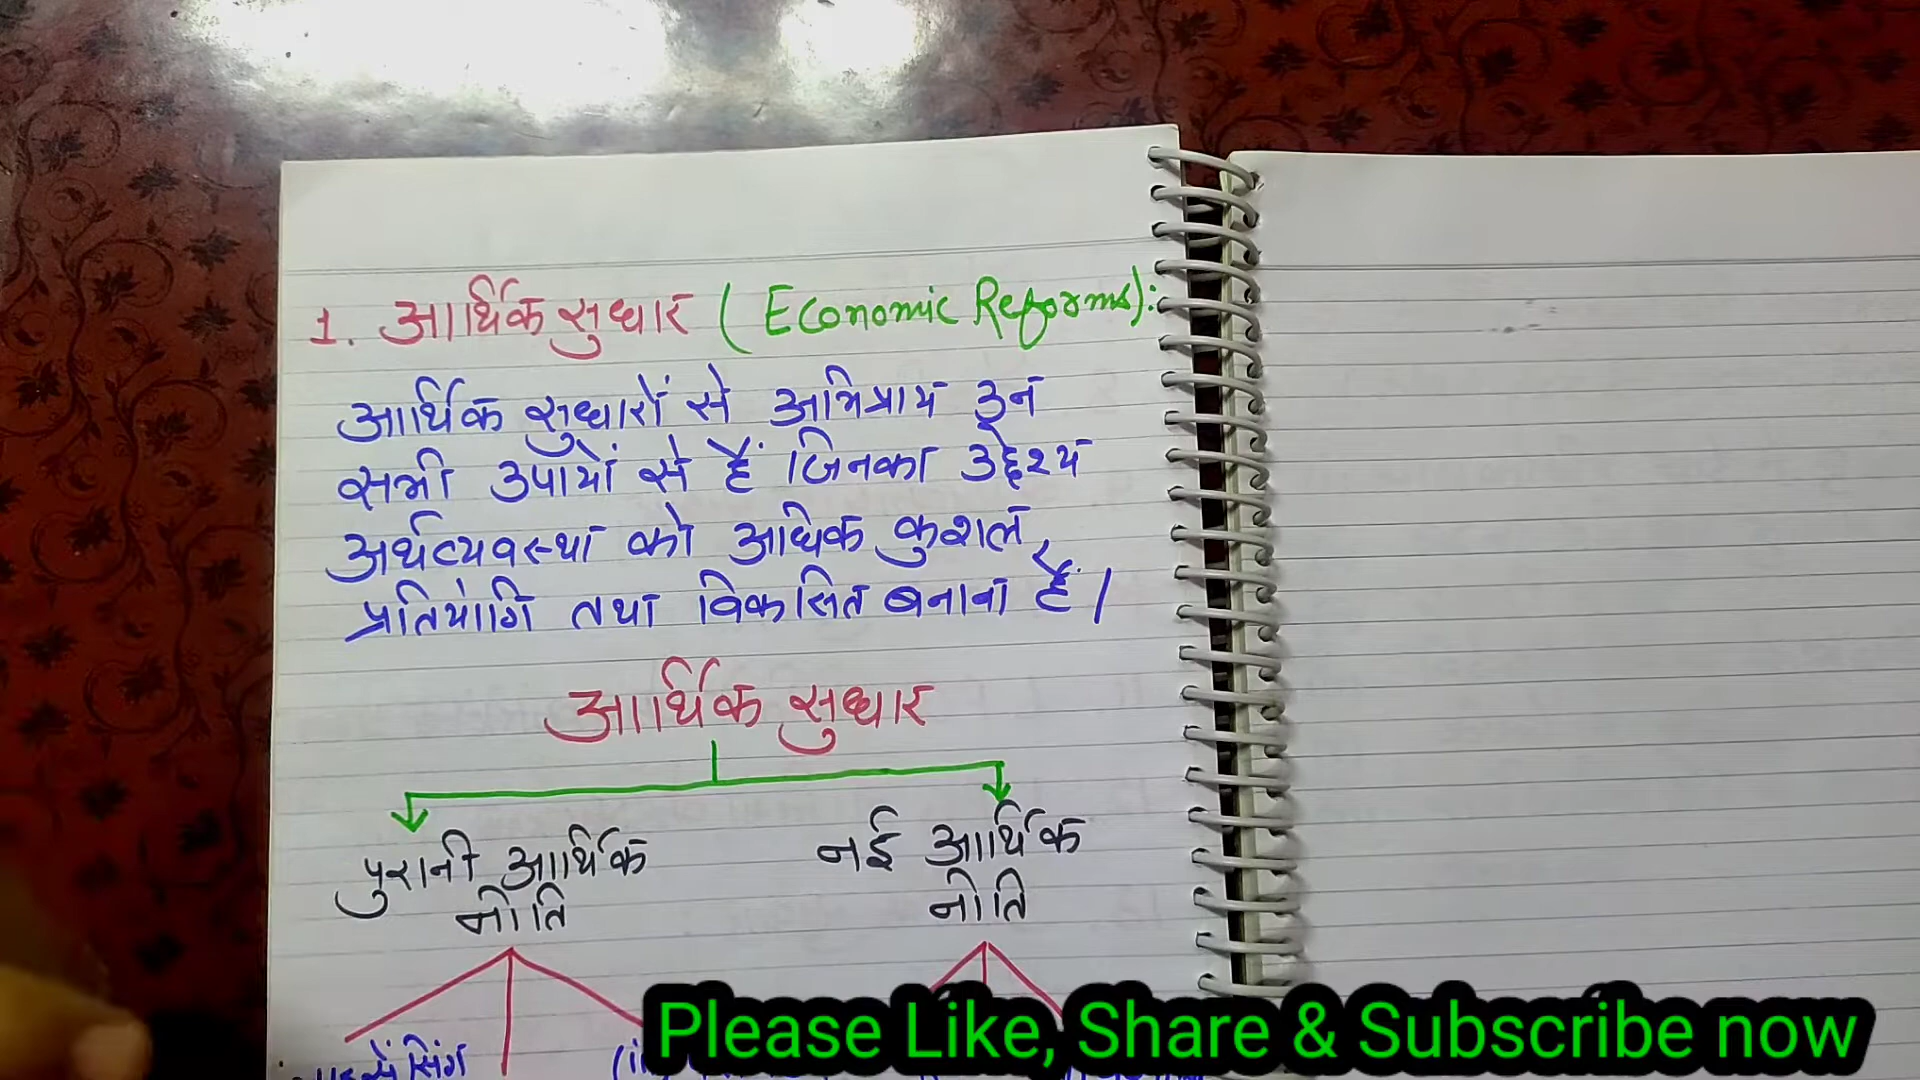 1. आर्थिक सुधार ( Economic Reforms):
आर्थिक सुधारों से अभिप्राय उन
सभी उपायों से हैं जिनका उद्देश्य
अर्थव्यवस्था को अधिक कुशल,
प्रतियोगि तथा विकसित बनाना हैं।
आर्थिक सुधार
पुरानी आर्थिक
नीति
नई आर्थिक
नीति
Please Like, Share & Subscribe now